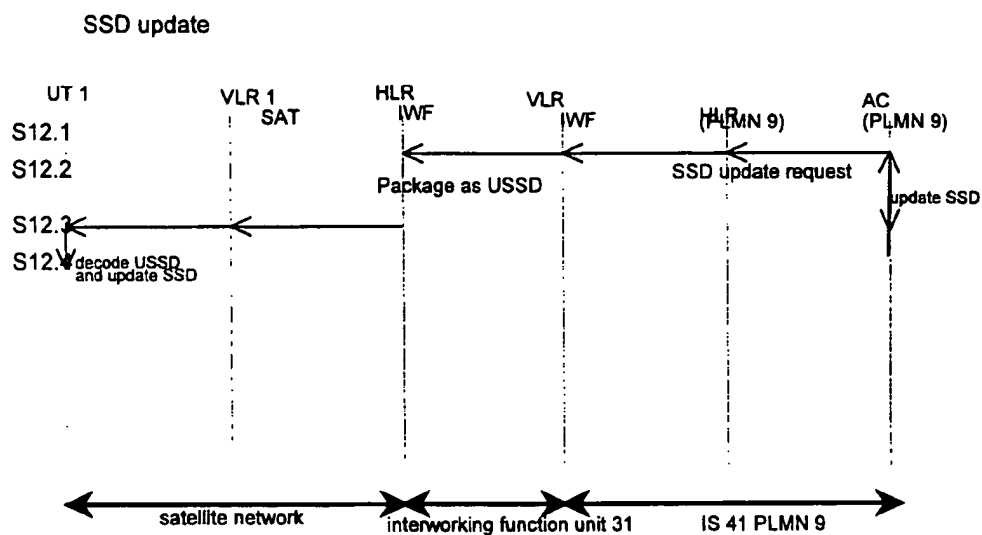 SSD update
UT 1
VLR 1
SAT
HLR
IWF
VLR
IWF
HLR
(PLMN 9)
AC
(PLMN 9)
S12.1
S12.2
Package as USSD
SSD update request
update SSD
S12.3
S12.4
decode USSD
and update SSD
satellite network
interworking function unit 31
IS 41 PLMN 9